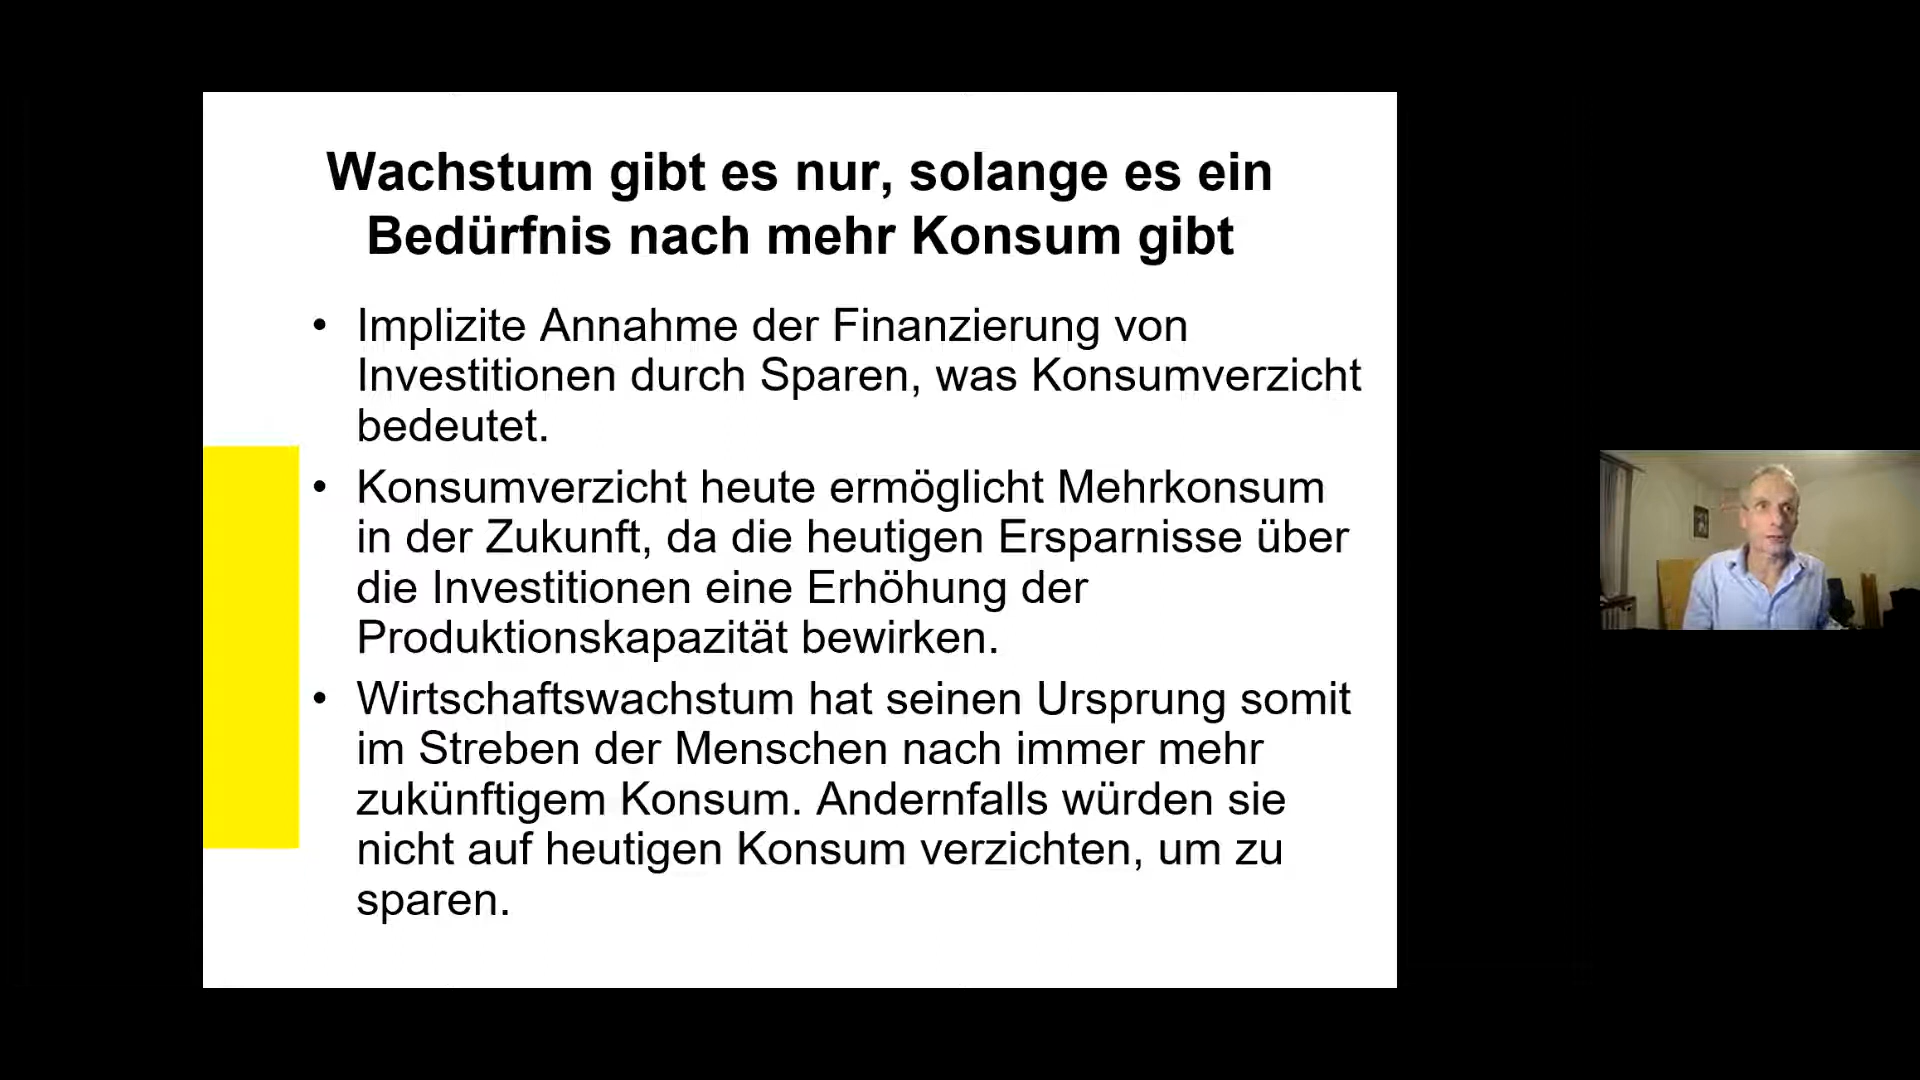 Wachstum gibt es nur, solange es ein
Bedürfnis nach mehr Konsum gibt
• Implizite Annahme der Finanzierung von
Investitionen durch Sparen, was Konsumverzicht
bedeutet.
• Konsumverzicht heute ermöglicht Mehrkonsum
in der Zukunft, da die heutigen Ersparnisse über
die Investitionen eine Erhöhung der
Produktionskapazität bewirken.
• Wirtschaftswachstum hat seinen Ursprung somit
im Streben der Menschen nach immer mehr
zukünftigem Konsum. Andernfalls würden sie
nicht auf heutigen Konsum verzichten, um zu
sparen.